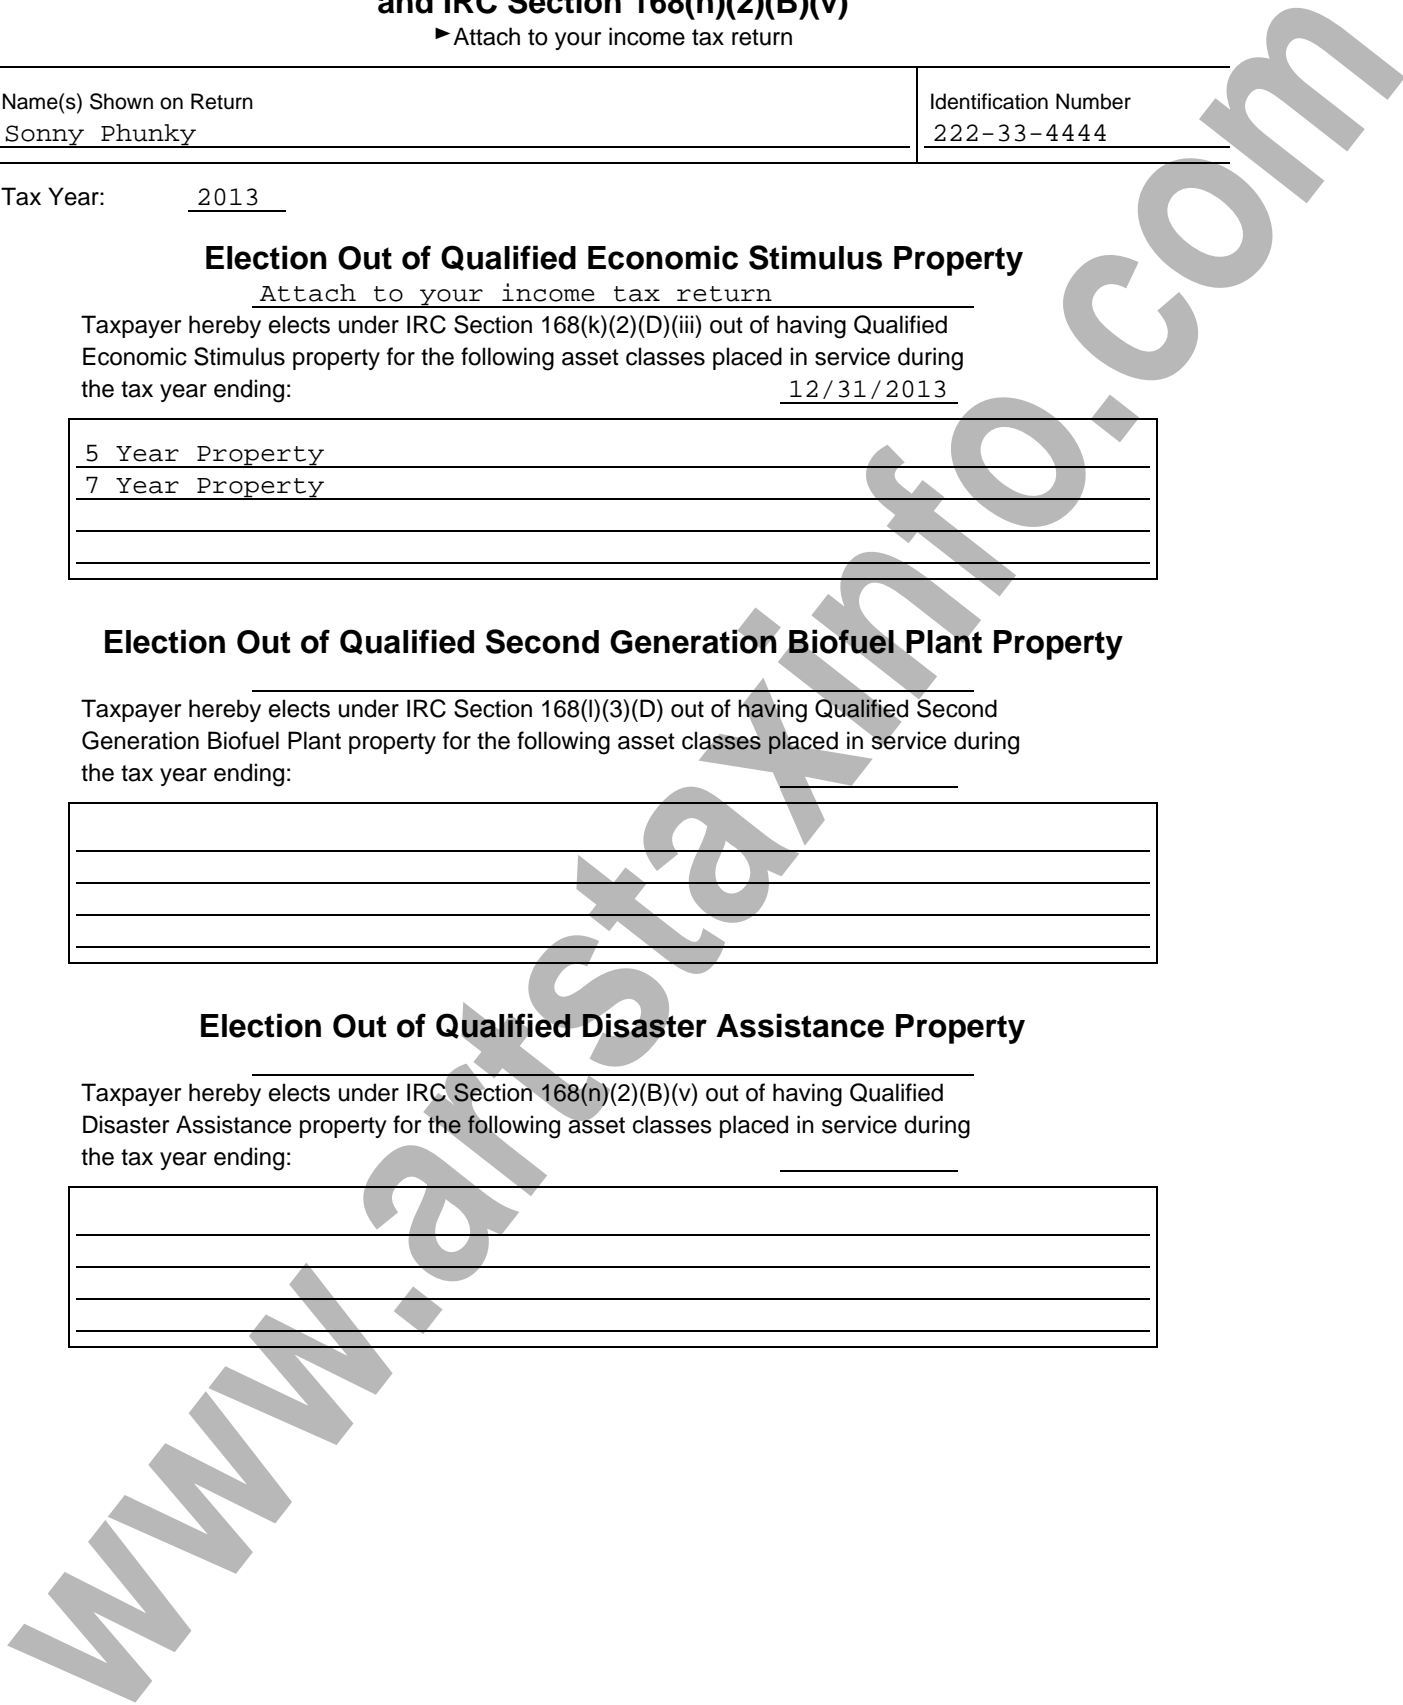 and IRC Section 168(n)(2)(B)(v)
►Attach to your income tax return
Name(s) Shown on Return
Identification Number
Sonny Phunky
222-33-4444
Tax Year: 2013
Election Out of Qualified Economic Stimulus Property
Attach to your income tax return
Taxpayer hereby elects under IRC Section 168(k)(2)(D)(iii) out of having Qualified
Economic Stimulus property for the following asset classes placed in service during
the tax year ending: 12/31/2013
5 Year Property
7 Year Property
Election Out of Qualified Second Generation Biofuel Plant Property
Taxpayer hereby elects under IRC Section 168(l)(3)(D) out of having Qualified Second
Generation Biofuel Plant property for the following asset classes placed in service during
the tax year ending:
Election Out of Qualified Disaster Assistance Property
Taxpayer hereby elects under IRC Section 168(n)(2)(B)(v) out of having Qualified
Disaster Assistance property for the following asset classes placed in service during
the tax year ending:
www.artstaxinfo.com